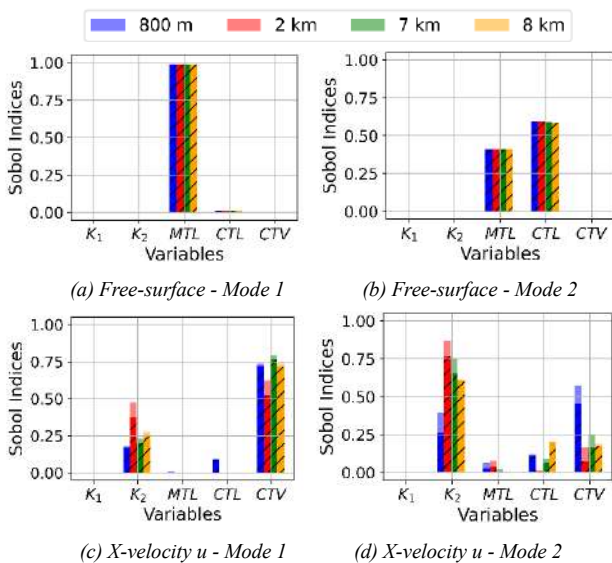 800 m 2 km 7 km 8 km
Sobol Indices
1.00
0.75
0.50
0.25
0.00
K₁ K₂ MTL CTL CTV
Variables
(a) Free-surface - Mode 1
Sobol Indices
1.00
0.75
0.50
0.25
0.00
K₁ K₂ MTL CTL CTV
Variables
(b) Free-surface - Mode 2
Sobol Indices
1.00
0.75
0.50
0.25
0.00
K₁ K₂ MTL CTL CTV
Variables
(c) X-velocity u - Mode 1
Sobol Indices
1.00
0.75
0.50
0.25
0.00
K₁ K₂ MTL CTL CTV
Variables
(d) X-velocity u - Mode 2